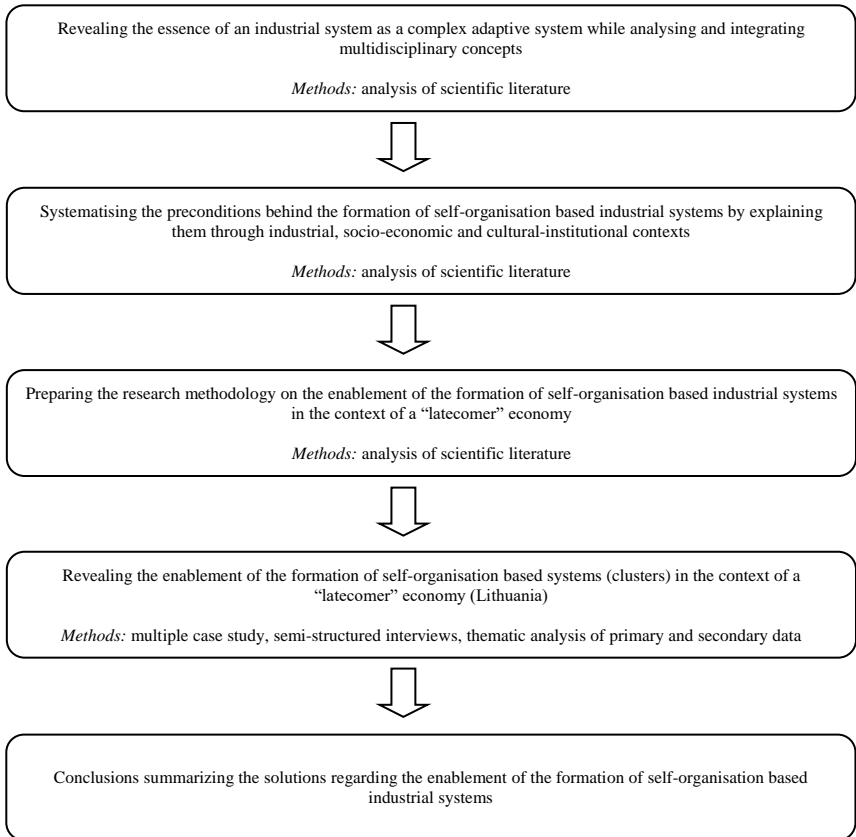 Revealing the essence of an industrial system as a complex adaptive system while analysing and integrating
multidisciplinary concepts
Methods: analysis of scientific literature
Systematising the preconditions behind the formation of self-organisation based industrial systems by explaining
them through industrial, socio-economic and cultural-institutional contexts
Methods: analysis of scientific literature
Preparing the research methodology on the enablement of the formation of self-organisation based industrial systems
in the context of a “latecomer” economy
Methods: analysis of scientific literature
Revealing the enablement of the formation of self-organisation based systems (clusters) in the context of a
“latecomer” economy (Lithuania)
Methods: multiple case study, semi-structured interviews, thematic analysis of primary and secondary data
Conclusions summarizing the solutions regarding the enablement of the formation of self-organisation based
industrial systems